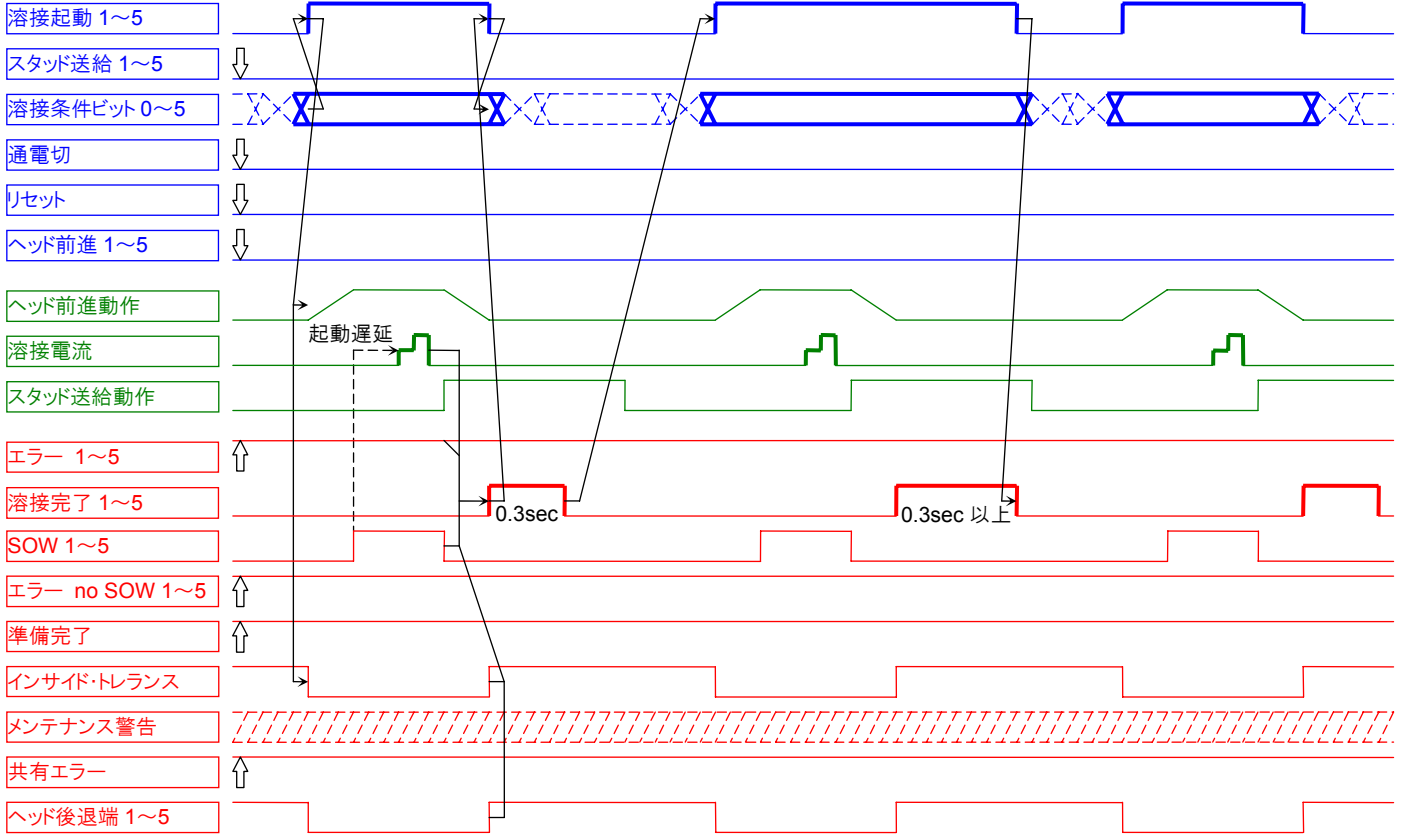 溶接起動 1～5
スタッド送給 1～5
溶接条件ビット 0～5
通電切
リセット
ヘッド前進 1～5
ヘッド前進動作
起動遅延
溶接電流
スタッド送給動作
エラー 1～5
溶接完了 1～5
0.3sec
0.3sec 以上
SOW 1～5
エラー no SOW 1～5
準備完了
インサイド・トレランス
メンテナンス警告
共有エラー
ヘッド後退端 1～5